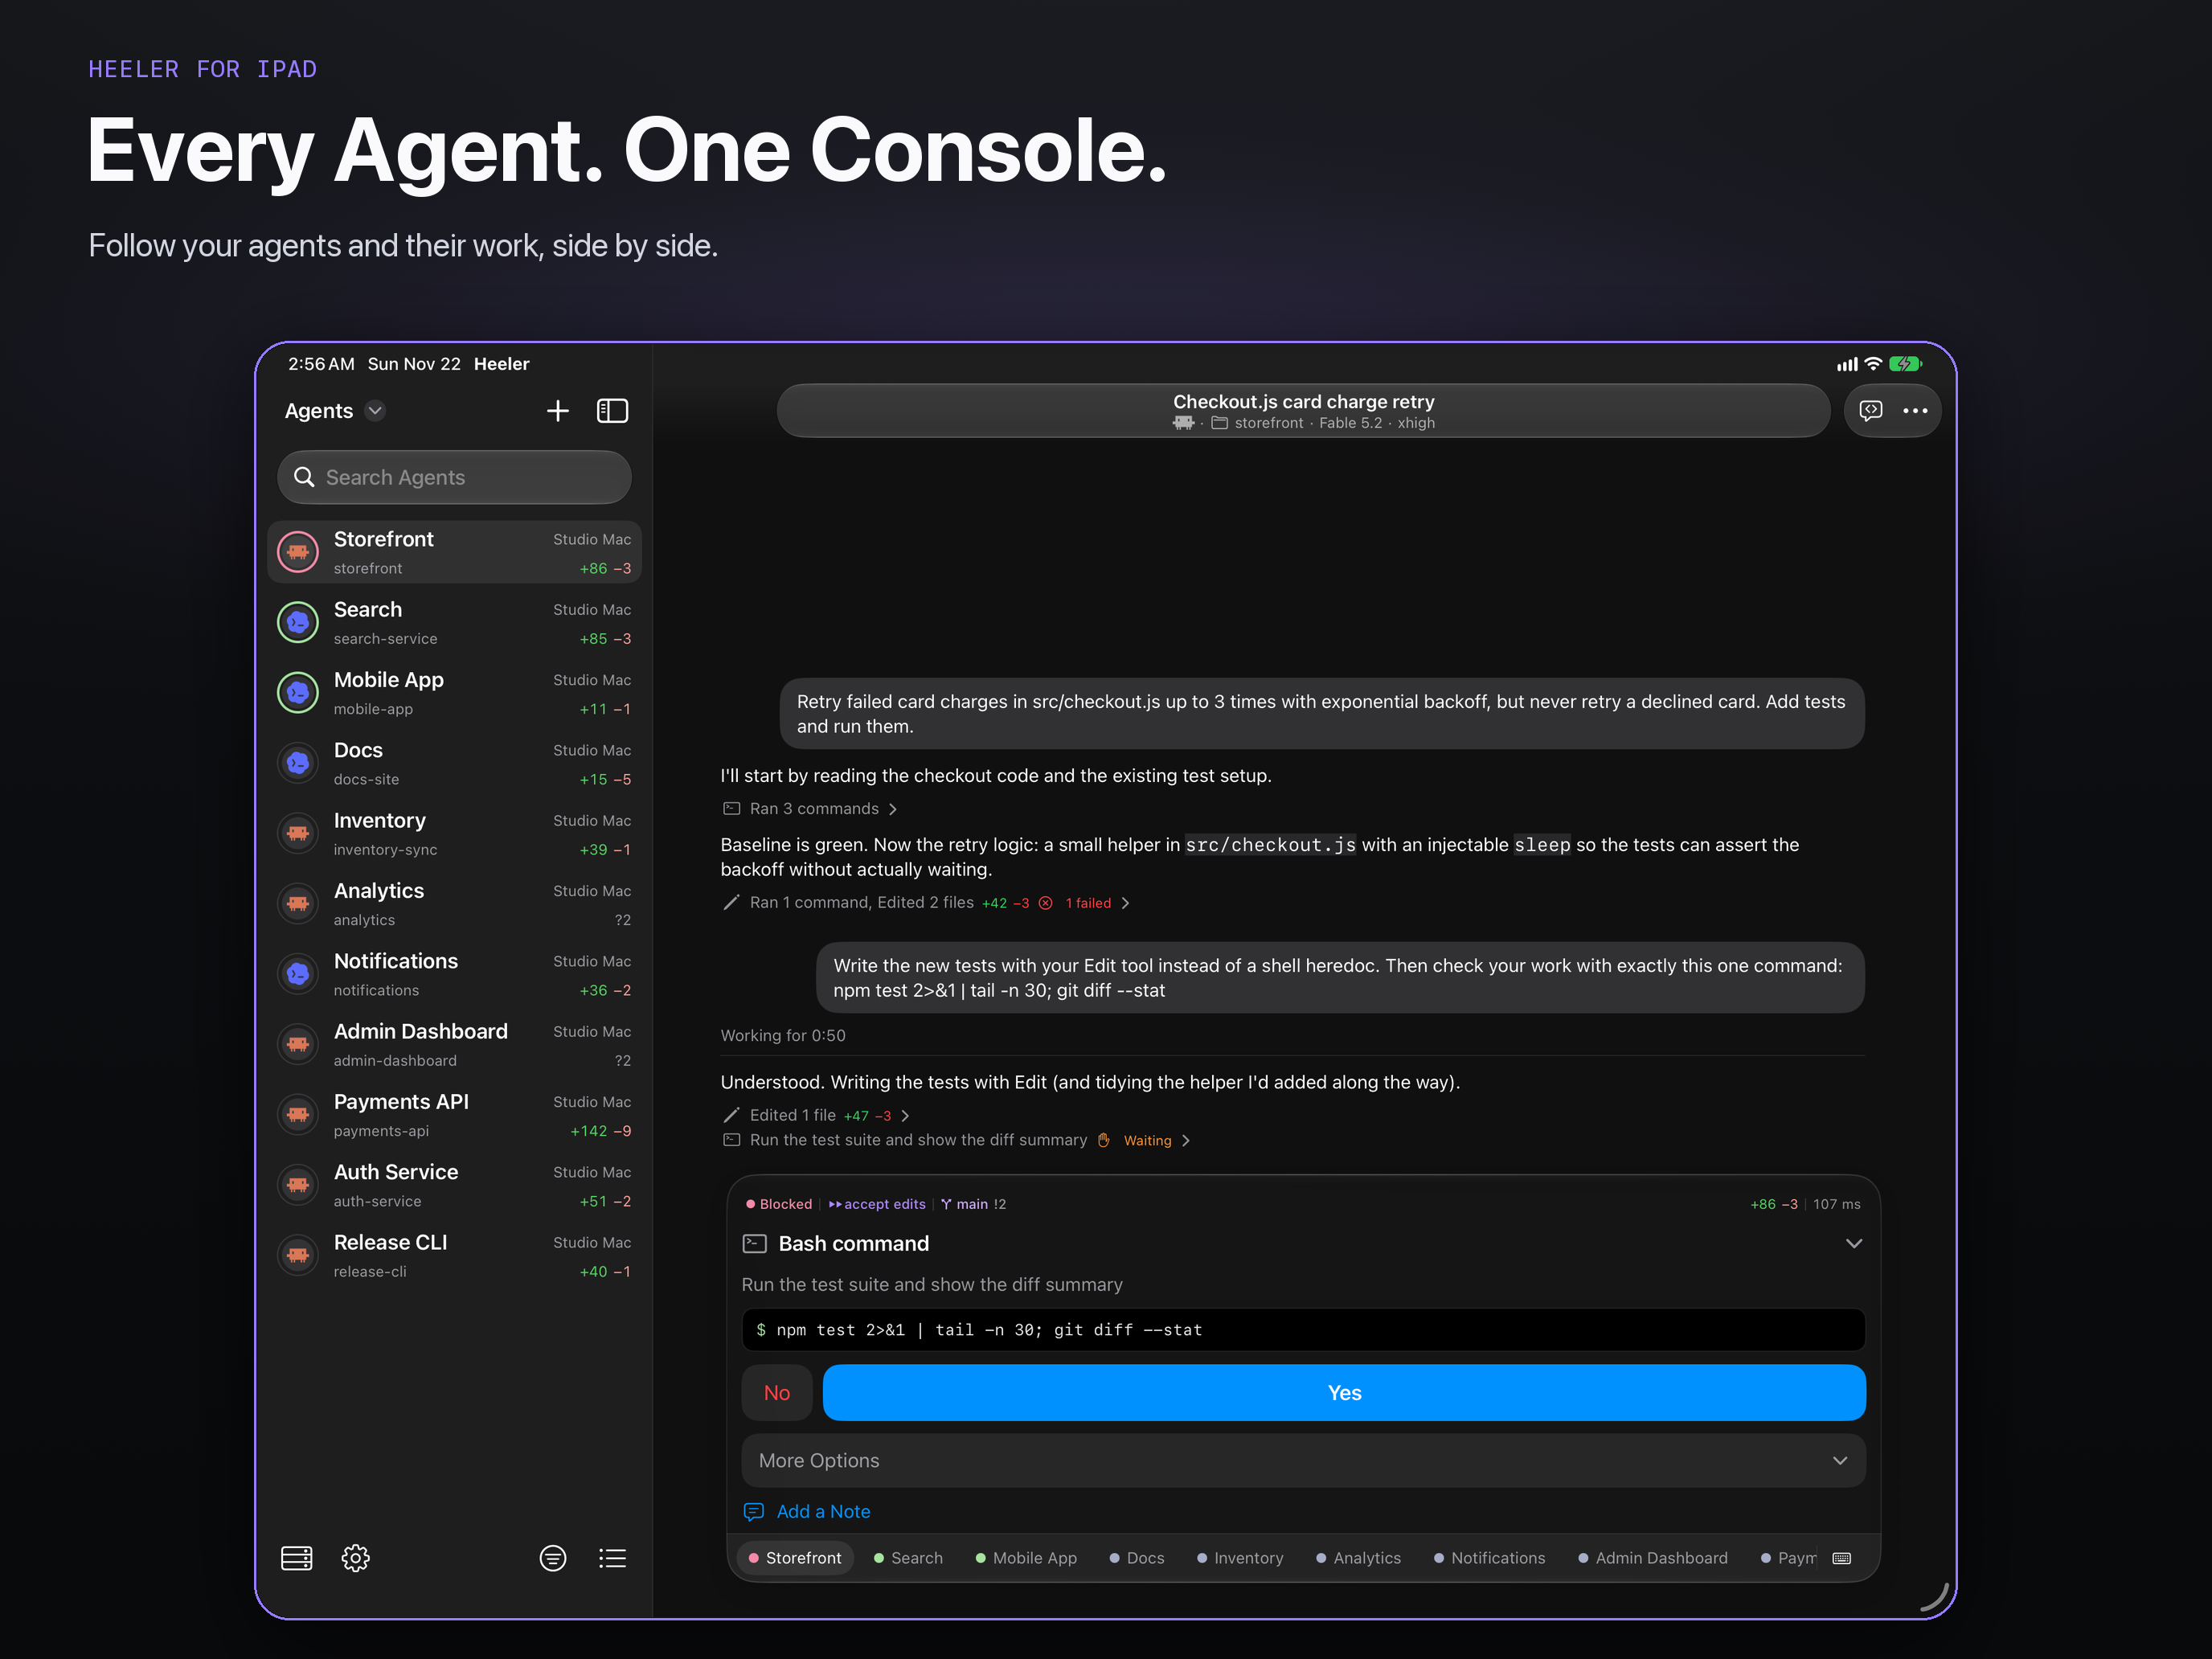 HEELER FOR IPAD
Every Agent. One Console.
Follow your agents and their work, side by side.
2:56 AM Sun Nov 22 Heeler
Agents
Search Agents
Storefront Studio Mac
storefront +86 −3
Search Studio Mac
search-service +85 −3
Mobile App Studio Mac
mobile-app +11 −1
Docs Studio Mac
docs-site +15 −5
Inventory Studio Mac
inventory-sync +39 −1
Analytics Studio Mac
analytics ?2
Notifications Studio Mac
notifications +36 −2
Admin Dashboard Studio Mac
admin-dashboard ?2
Payments API Studio Mac
payments-api +142 −9
Auth Service Studio Mac
auth-service +51 −2
Release CLI Studio Mac
release-cli +40 −1
Checkout.js card charge retry
· storefront · Fable 5.2 · xhigh
Retry failed card charges in src/checkout.js up to 3 times with exponential backoff, but never retry a declined card. Add tests
and run them.
I'll start by reading the checkout code and the existing test setup.
Ran 3 commands
Baseline is green. Now the retry logic: a small helper in src/checkout.js with an injectable sleep so the tests can assert the
backoff without actually waiting.
Ran 1 command, Edited 2 files +42 −3 1 failed
Write the new tests with your Edit tool instead of a shell heredoc. Then check your work with exactly this one command:
npm test 2>&1 | tail -n 30; git diff --stat
Working for 0:50
Understood. Writing the tests with Edit (and tidying the helper I'd added along the way).
Edited 1 file +47 −3
Run the test suite and show the diff summary Waiting
Blocked | accept edits | main !2 +86 −3 | 107 ms
Bash command
Run the test suite and show the diff summary
$ npm test 2>&1 | tail -n 30; git diff --stat
No Yes
More Options
Add a Note
Storefront Search Mobile App Docs Inventory Analytics Notifications Admin Dashboard Paym